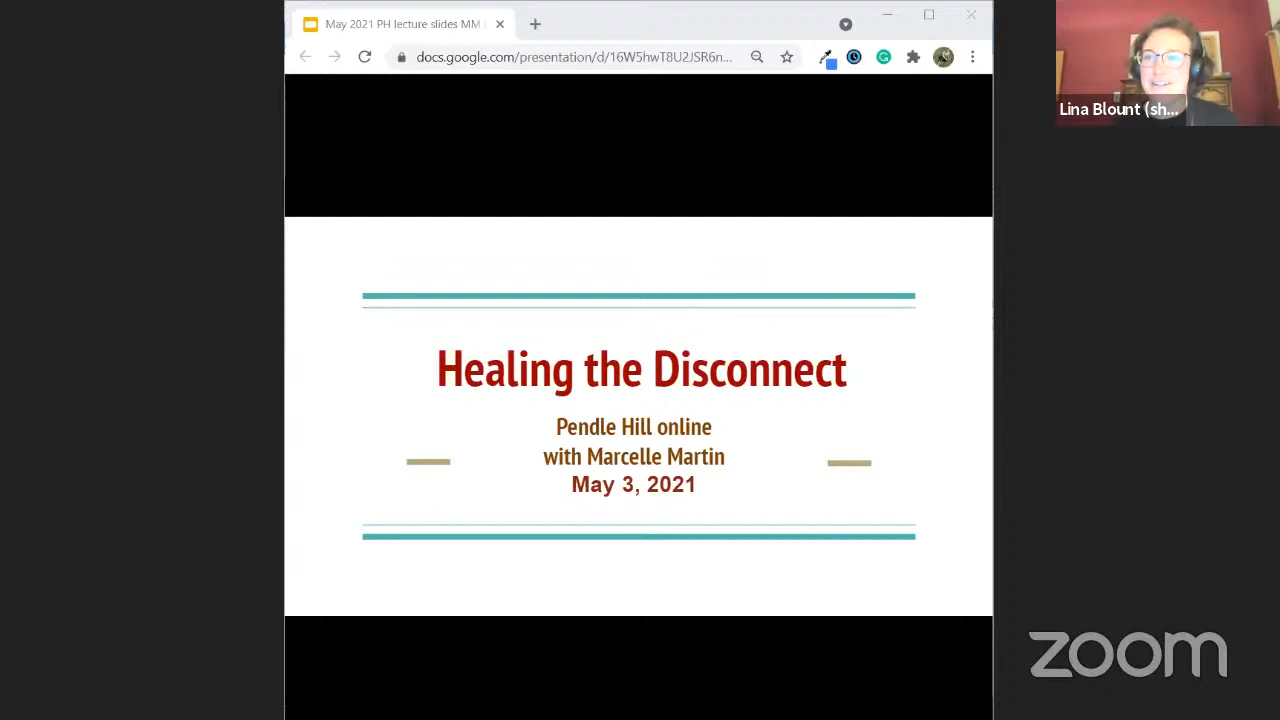 May 2021 PH lecture slides MM
docs.google.com/presentation/d/16W5hwT8U2JSR6n...
Lina Blount (sh...
Healing the Disconnect
Pendle Hill online
with Marcelle Martin
May 3, 2021
zoom